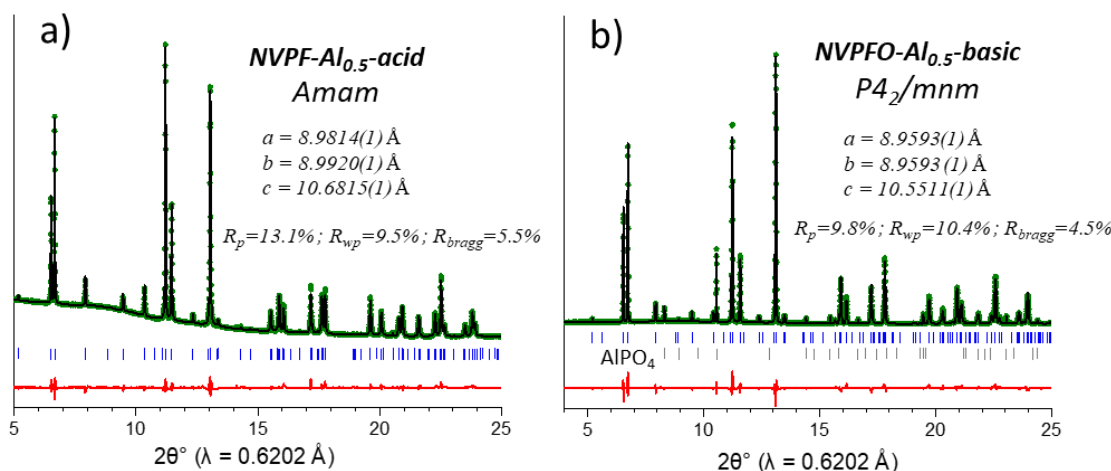 a)
NVPF-Al0.5-acid
Amam
a = 8.9814(1) Å
b = 8.9920(1) Å
c = 10.6815(1) Å
Rp=13.1% ; Rwp=9.5% ; Rbragg=5.5%
5 10 15 20 25
2θ° (λ = 0.6202 Å)
b)
NVPFO-Al0.5-basic
P42/mnm
a = 8.9593(1) Å
b = 8.9593(1) Å
c = 10.5511(1) Å
Rp=9.8% ; Rwp=10.4% ; Rbragg=4.5%
AlPO4
5 10 15 20 25
2θ° (λ = 0.6202 Å)